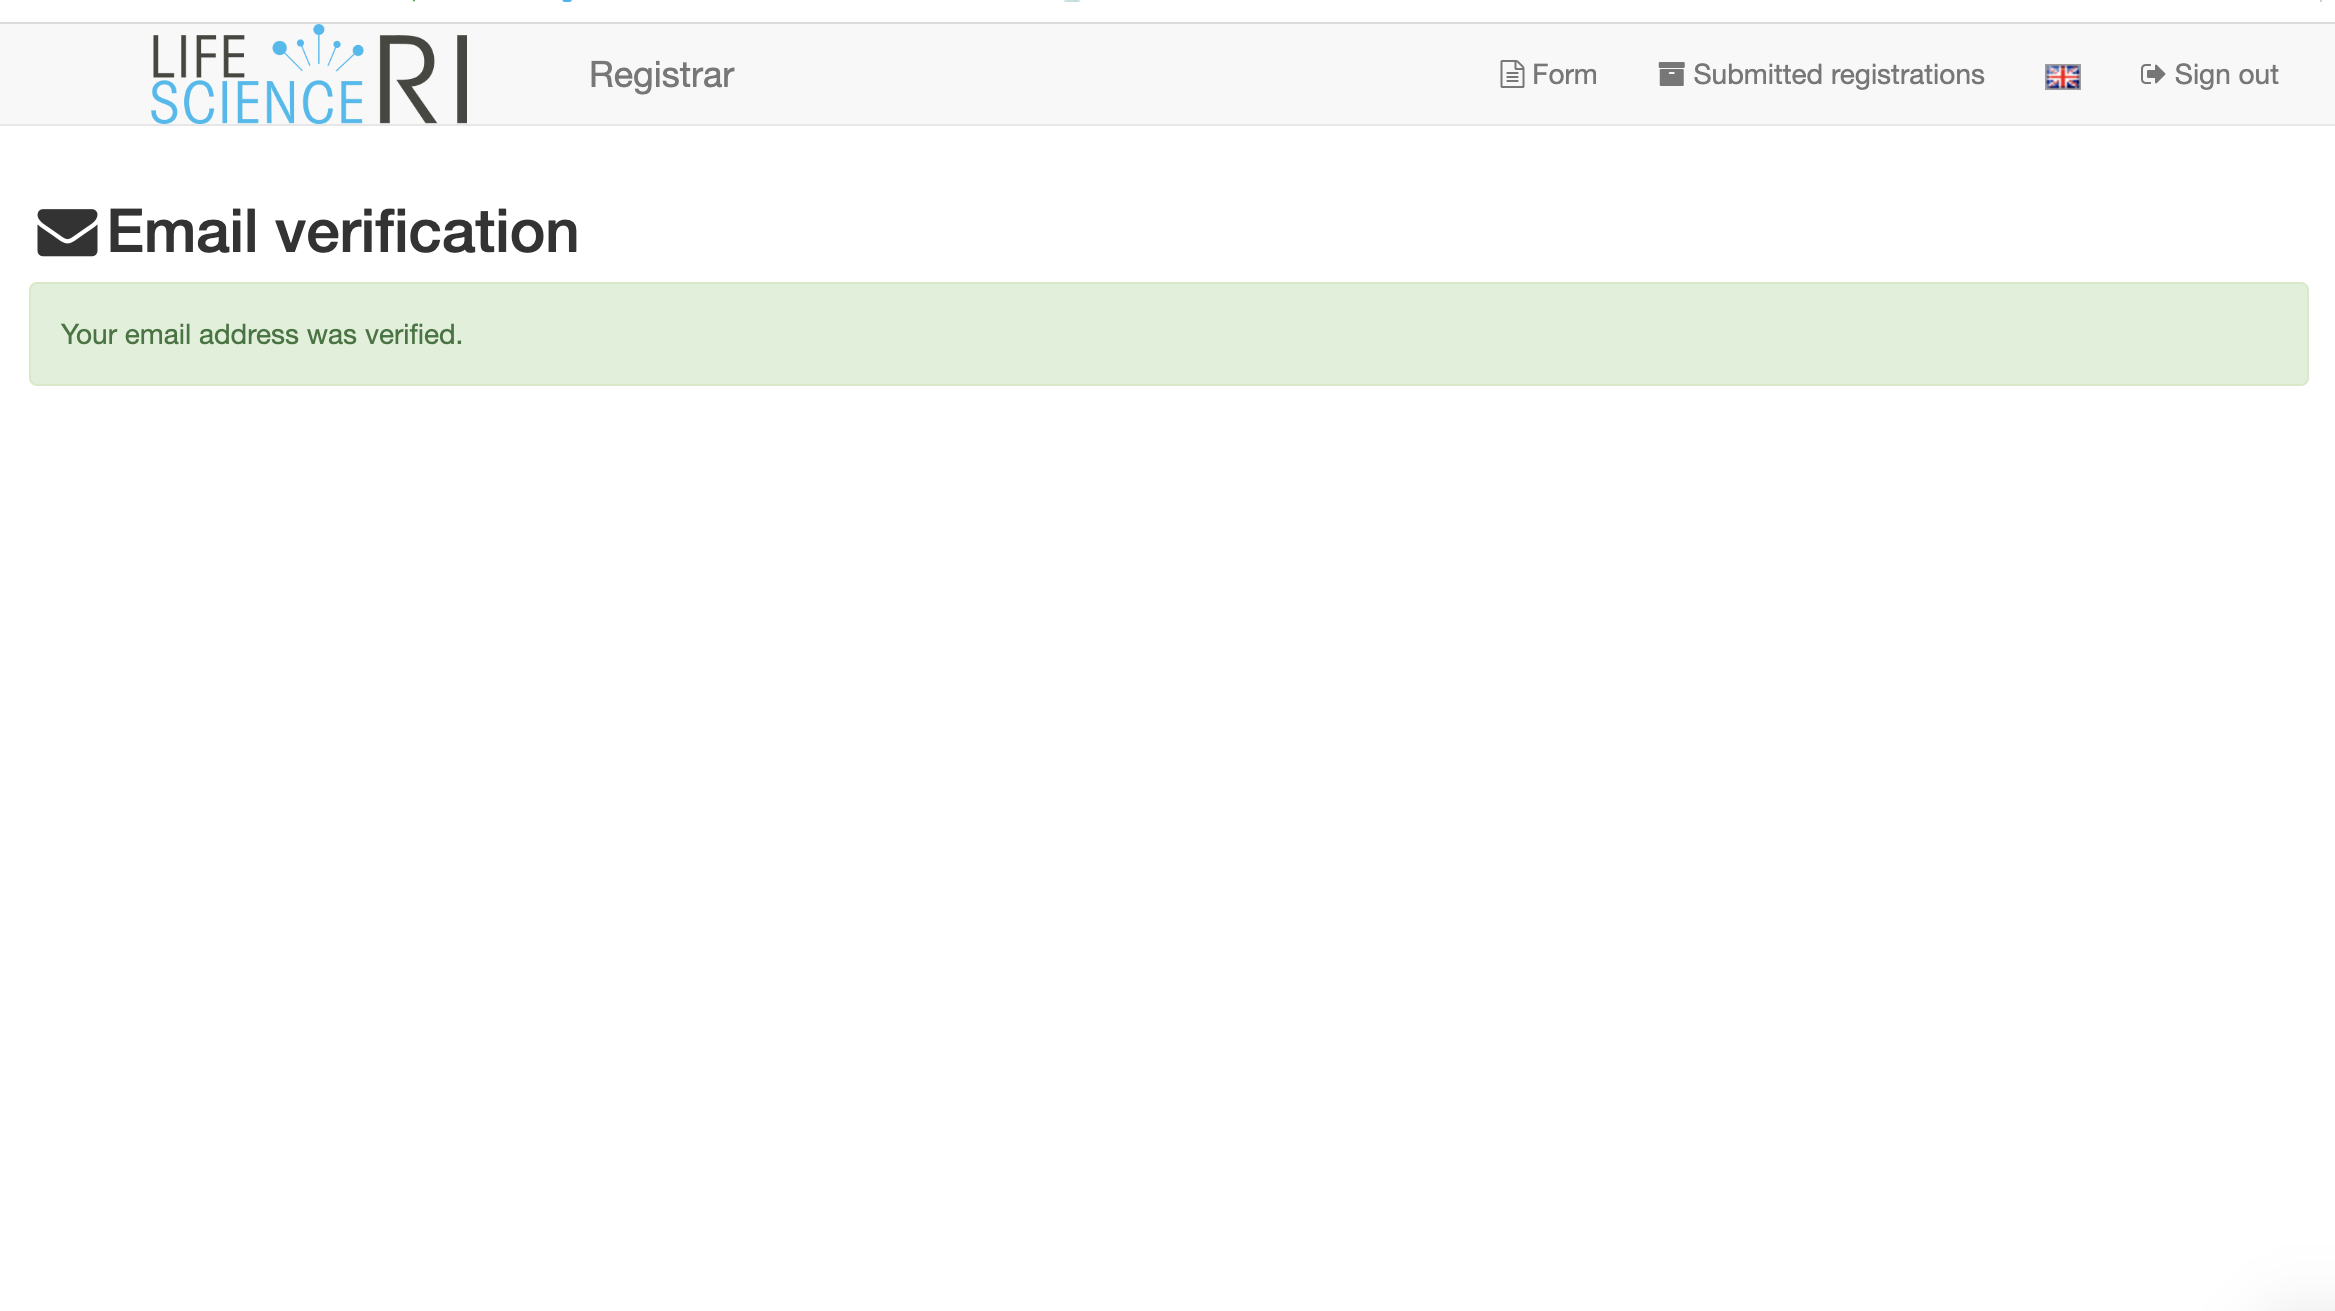 LIFE
SCIENCE RI
Registrar
Form
Submitted registrations
Sign out
Email verification
Your email address was verified.